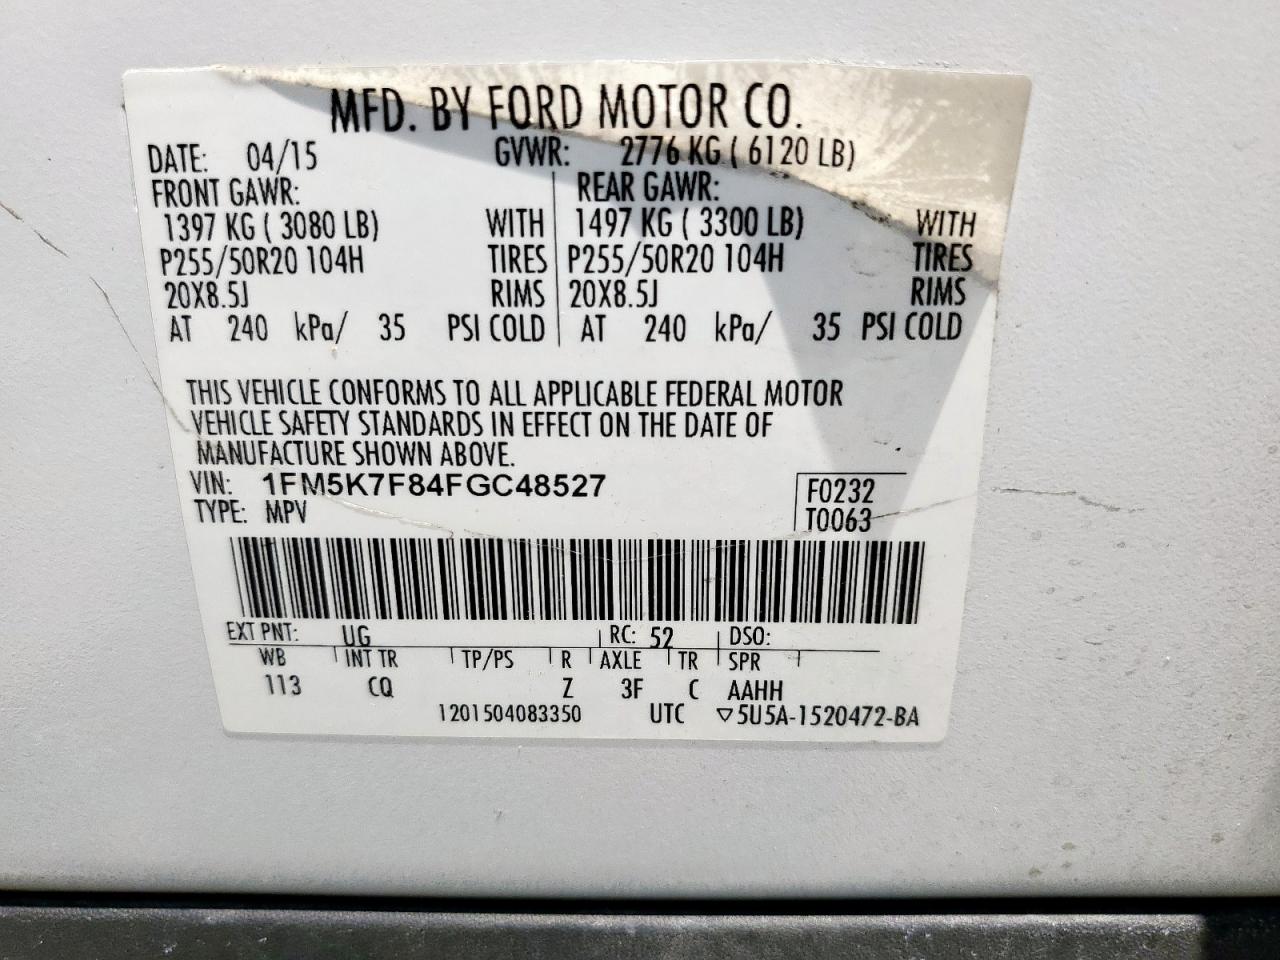 MFD. BY FORD MOTOR CO.
DATE: 04/15 GVWR: 2776 KG ( 6120 LB)
FRONT GAWR: REAR GAWR:
1397 KG ( 3080 LB) WITH 1497 KG ( 3300 LB) WITH
P255/50R20 104H TIRES P255/50R20 104H TIRES
20X8.5J RIMS 20X8.5J RIMS
AT 240 kPa/ 35 PSI COLD AT 240 kPa/ 35 PSI COLD
THIS VEHICLE CONFORMS TO ALL APPLICABLE FEDERAL MOTOR
VEHICLE SAFETY STANDARDS IN EFFECT ON THE DATE OF
MANUFACTURE SHOWN ABOVE.
VIN: 1FM5K7F84FGC48527 F0232
TYPE: MPV T0063
EXT PNT: UG RC: 52 DSO:
WB INT TR TP/PS R AXLE TR SPR
113 CQ Z 3F C AAHH
1201504083350 UTC ▽5U5A-1520472-BA